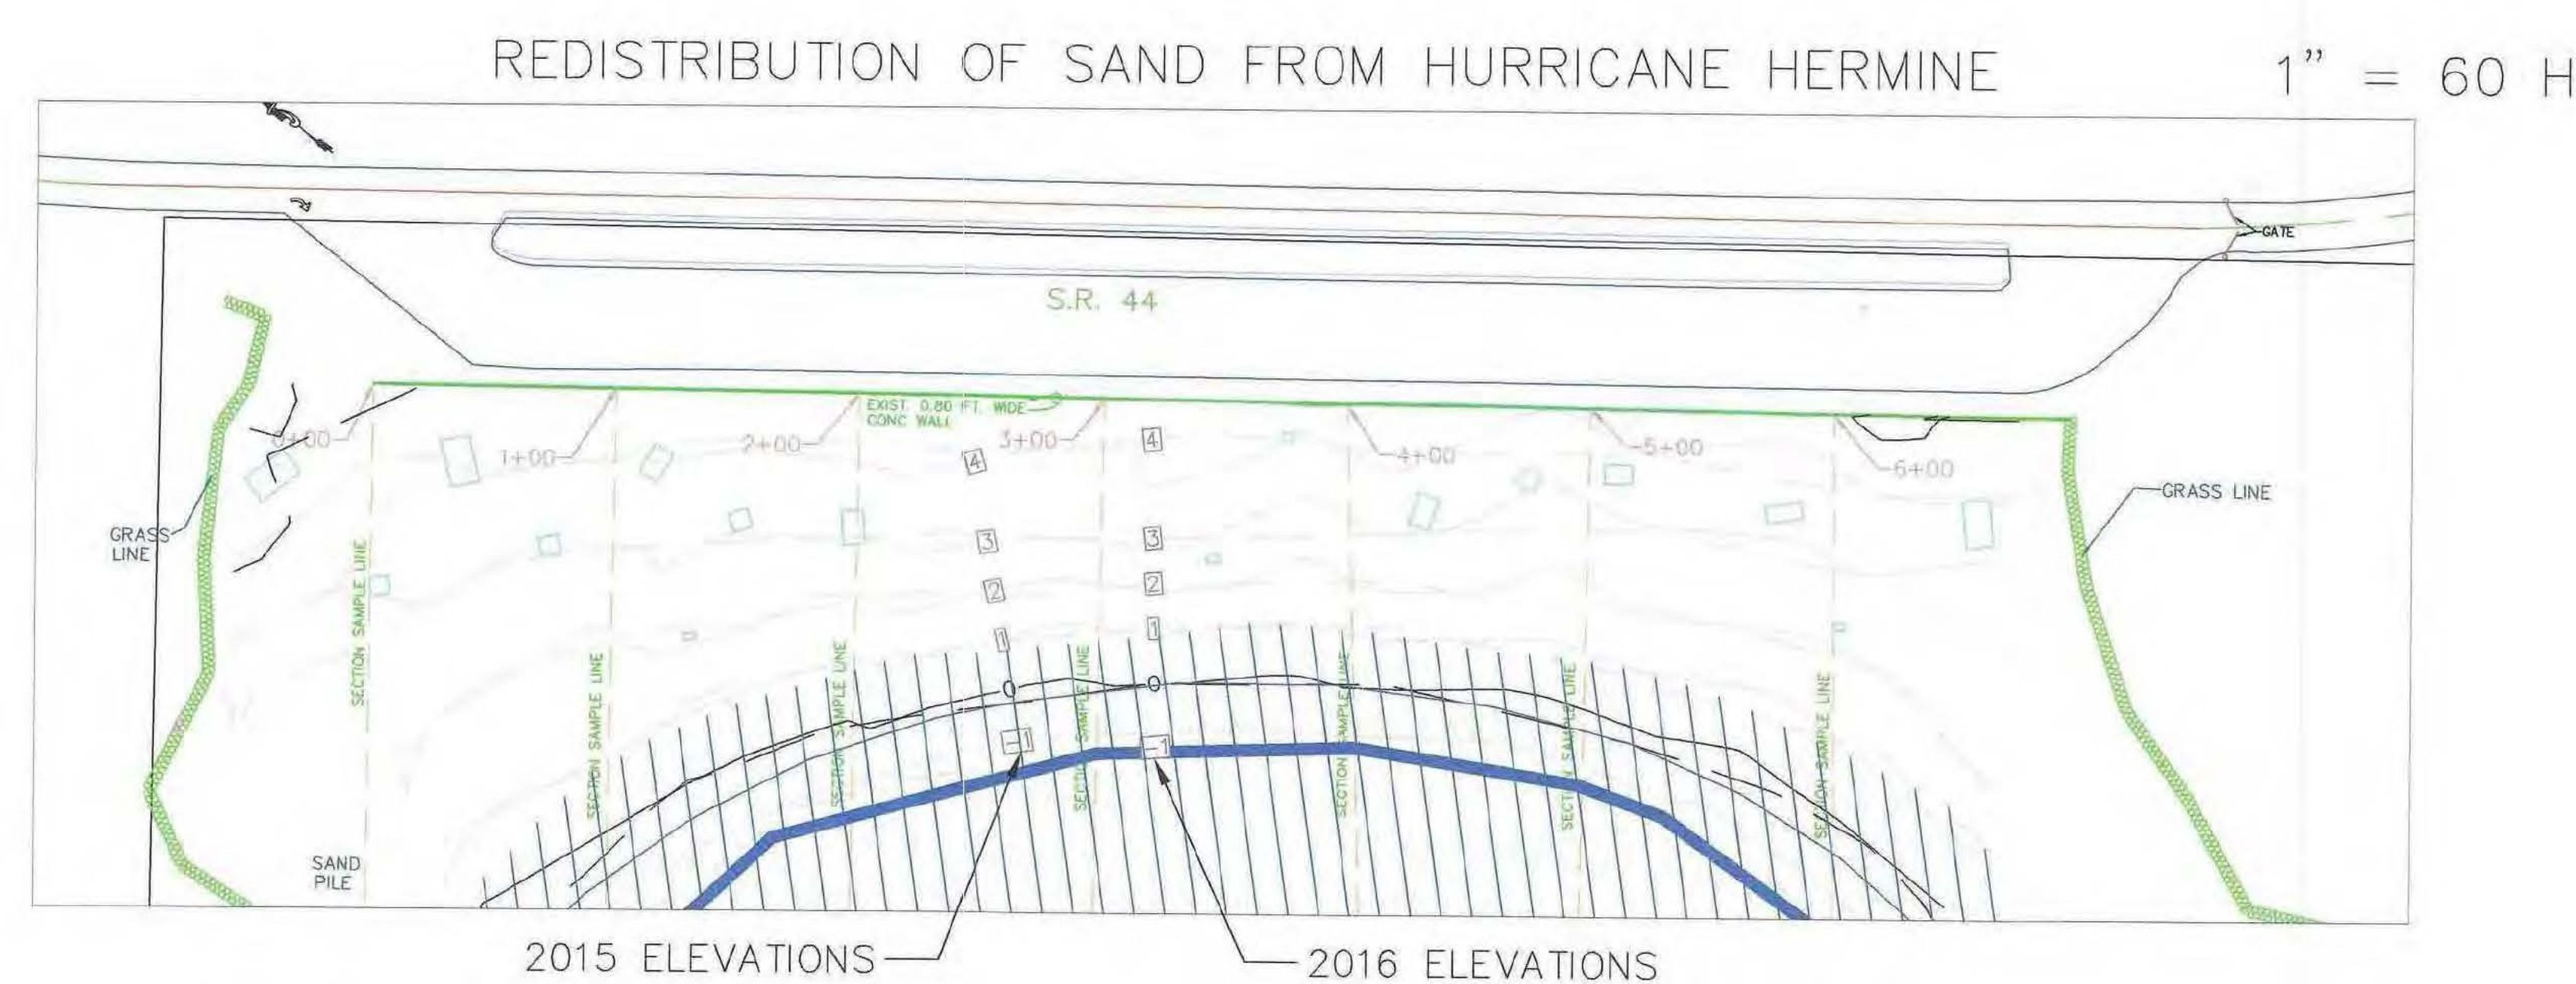 REDISTRIBUTION OF SAND FROM HURRICANE HERMINE
1" = 60 H
GATE
S.R. 44
EXIST. 0.80 FT. WIDE
CONC WALL
0+00
1+00
2+00
3+00
4+00
5+00
6+00
4
4
3
3
2
2
1
1
0
0
-1
-1
GRASS
LINE
GRASS LINE
SECTION SAMPLE LINE
SECTION SAMPLE LINE
SECTION SAMPLE LINE
SECTION SAMPLE LINE
SECTION SAMPLE LINE
SECTION SAMPLE LINE
SECTION SAMPLE LINE
SAND
PILE
2015 ELEVATIONS
2016 ELEVATIONS